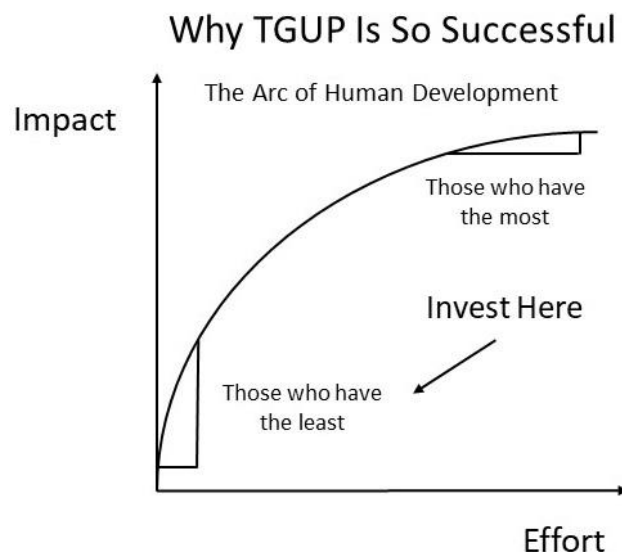 Why TGUP Is So Successful
The Arc of Human Development
Impact
Those who have
the most
Invest Here
Those who have
the least
Effort